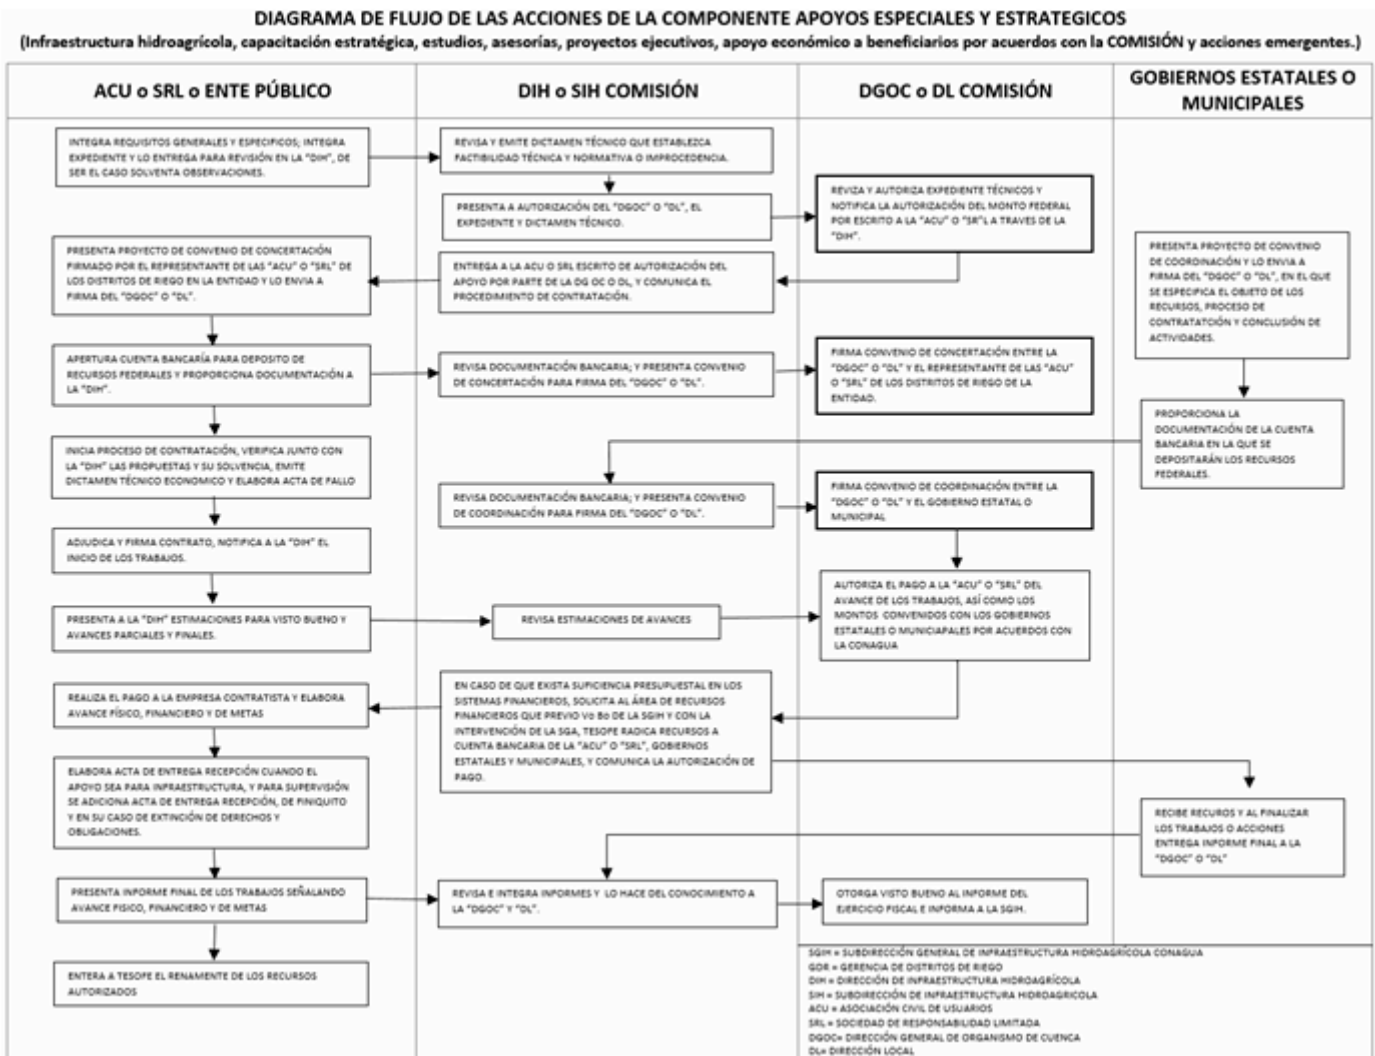 DIAGRAMA DE FLUJO DE LAS ACCIONES DE LA COMPONENTE APOYOS ESPECIALES Y ESTRATEGICOS
(Infraestructura hidroagrícola, capacitación estratégica, estudios, asesorías, proyectos ejecutivos, apoyo económico a beneficiarios por acuerdos con la COMISIÓN y acciones emergentes.)
ACU o SRL o ENTE PÚBLICO
DIH o SIH COMISIÓN
DGOC o DL COMISIÓN
GOBIERNOS ESTATALES O
MUNICIPALES
INTEGRA REQUISITOS GENERALES Y ESPECIFICOS; INTEGRA
EXPEDIENTE Y LO ENTREGA PARA REVISIÓN EN LA "DIH", DE
SER EL CASO SOLVENTA OBSERVACIONES.
REVISA Y EMITE DICTAMEN TÉCNICO QUE ESTABLEZCA
FACTIBILIDAD TÉCNICA Y NORMATIVA O IMPROCEDENCIA.
PRESENTA A AUTORIZACIÓN DEL "DGOC" O "DL", EL
EXPEDIENTE Y DICTAMEN TÉCNICO.
REVIZA Y AUTORIZA EXPEDIENTE TÉCNICOS Y
NOTIFICA LA AUTORIZACIÓN DEL MONTO FEDERAL
POR ESCRITO A LA "ACU" O "SR"L A TRAVES DE LA
"DIH".
PRESENTA PROYECTO DE CONVENIO DE CONCERTACIÓN
FIRMADO POR EL REPRESENTANTE DE LAS "ACU" O "SRL" DE
LOS DISTRITOS DE RIEGO EN LA ENTIDAD Y LO ENVIA A
FIRMA DEL "DGOC" O "DL".
ENTREGA A LA ACU O SRL ESCRITO DE AUTORIZACIÓN DEL
APOYO POR PARTE DE LA DG OC O DL, Y COMUNICA EL
PROCEDIMIENTO DE CONTRATACIÓN.
PRESENTA PROYECTO DE CONVENIO
DE COORDINACIÓN Y LO ENVIA A
FIRMA DEL "DGOC" O "DL", EN EL QUE
SE ESPECIFICA EL OBJETO DE LOS
RECURSOS, PROCESO DE
CONTRATATCIÓN Y CONCLUSIÓN DE
ACTIVIDADES.
APERTURA CUENTA BANCARÍA PARA DEPOSITO DE
RECURSOS FEDERALES Y PROPORCIONA DOCUMENTACIÓN A
LA "DIH".
REVISA DOCUMENTACIÓN BANCARIA; Y PRESENTA CONVENIO
DE CONCERTACIÓN PARA FIRMA DEL "DGOC" O "DL".
FIRMA CONVENIO DE CONCERTACIÓN ENTRE LA
"DGOC" O "DL" Y EL REPRESENTANTE DE LAS "ACU"
O "SRL" DE LOS DISTRITOS DE RIEGO DE LA
ENTIDAD.
PROPORCIONA LA
DOCUMENTACIÓN DE LA CUENTA
BANCARIA EN LA QUE SE
DEPOSITARÁN LOS RECURSOS
FEDERALES.
INICIA PROCESO DE CONTRATACIÓN, VERIFICA JUNTO CON
LA "DIH" LAS PROPUESTAS Y SU SOLVENCIA, EMITE
DICTAMEN TÉCNICO ECONOMICO Y ELABORA ACTA DE FALLO
REVISA DOCUMENTACIÓN BANCARIA; Y PRESENTA CONVENIO
DE COORDINACIÓN PARA FIRMA DEL "DGOC" O "DL".
FIRMA CONVENIO DE COORDINACIÓN ENTRE LA
"DGOC" O "DL" Y EL GOBIERNO ESTATAL O
MUNICIPAL
ADJUDICA Y FIRMA CONTRATO, NOTIFICA A LA "DIH" EL
INICIO DE LOS TRABAJOS.
AUTORIZA EL PAGO A LA "ACU" O "SRL" DEL
AVANCE DE LOS TRABAJOS, ASÍ COMO LOS
MONTOS CONVENIDOS CON LOS GOBIERNOS
ESTATALES O MUNICIAPALES POR ACUERDOS CON
LA CONAGUA
PRESENTA A LA "DIH" ESTIMACIONES PARA VISTO BUENO Y
AVANCES PARCIALES Y FINALES.
REVISA ESTIMACIONES DE AVANCES
REALIZA EL PAGO A LA EMPRESA CONTRATISTA Y ELABORA
AVANCE FÍSICO, FINANCIERO Y DE METAS
EN CASO DE QUE EXISTA SUFICIENCIA PRESUPUESTAL EN LOS
SISTEMAS FINANCIEROS, SOLICITA AL ÁREA DE RECURSOS
FINANCIEROS QUE PREVIO Vo Bo DE LA SGIH Y CON LA
INTERVENCIÓN DE LA SGA, TESOFE RADICA RECURSOS A
CUENTA BANCARIA DE LA "ACU" O "SRL", GOBIERNOS
ESTATALES Y MUNICIPALES, Y COMUNICA LA AUTORIZACIÓN DE
PAGO.
ELABORA ACTA DE ENTREGA RECEPCIÓN CUANDO EL
APOYO SEA PARA INFRAESTRUCTURA, Y PARA SUPERVISIÓN
SE ADICIONA ACTA DE ENTREGA RECEPCIÓN, DE FINIQUITO
Y EN SU CASO DE EXTINCIÓN DE DERECHOS Y
OBLIGACIONES.
RECIBE RECUROS Y AL FINALIZAR
LOS TRABAJOS O ACCIONES
ENTREGA INFORME FINAL A LA
"DGOC" O "DL"
PRESENTA INFORME FINAL DE LOS TRABAJOS SEÑALANDO
AVANCE FISICO, FINANCIERO Y DE METAS
REVISA E INTEGRA INFORMES Y LO HACE DEL CONOCIMIENTO A
LA "DGOC" Y "DL".
OTORGA VISTO BUENO AL INFORME DEL
EJERCICIO FISCAL E INFORMA A LA SGIH.
ENTERA A TESOFE EL RENAMENTE DE LOS RECURSOS
AUTORIZADOS
SGIH = SUBDIRECCIÓN GENERAL DE INFRAESTRUCTURA HIDROAGRÍCOLA CONAGUA
GDR = GERENCIA DE DISTRITOS DE RIEGO
DIH = DIRECCIÓN DE INFRAESTRUCTURA HIDROAGRÍCOLA
SIH = SUBDIRECCIÓN DE INFRAESTRUCTURA HIDROAGRICOLA
ACU = ASOCIACIÓN CIVIL DE USUARIOS
SRL = SOCIEDAD DE RESPONSABILIDAD LIMITADA
DGOC= DIRECCIÓN GENERAL DE ORGANISMO DE CUENCA
DL= DIRECCIÓN LOCAL